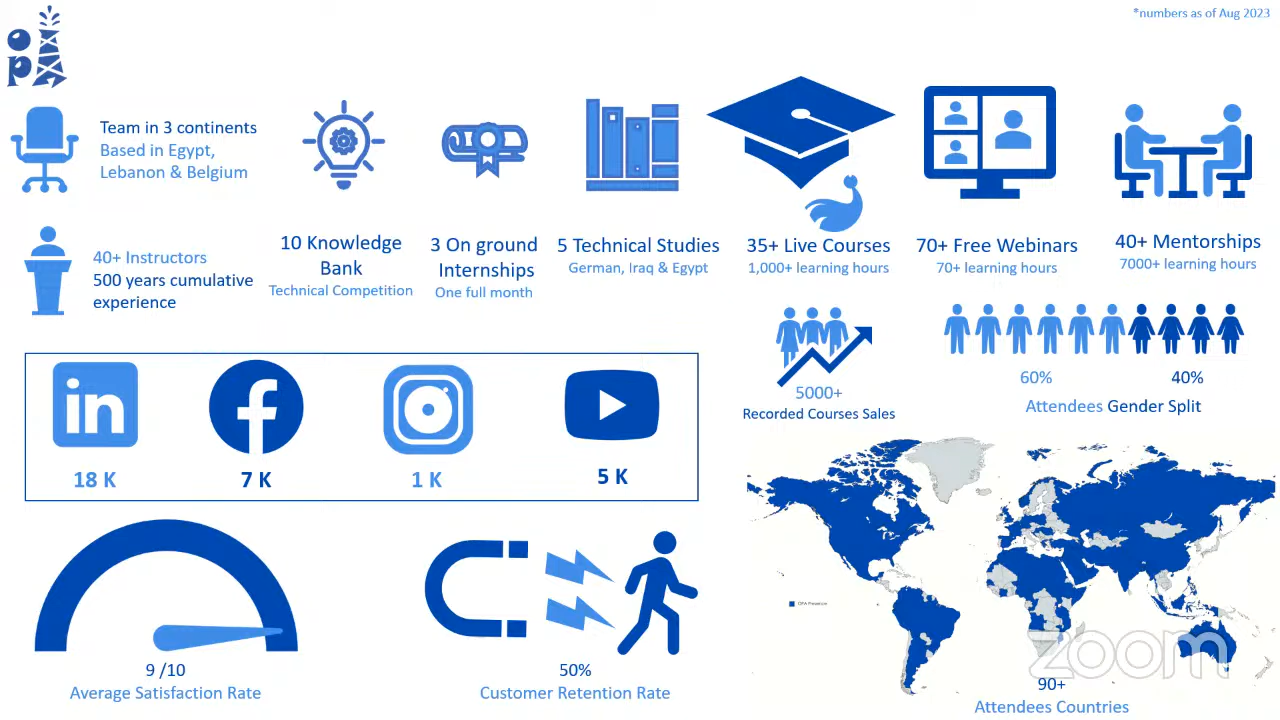 *numbers as of Aug 2023
OPA
Team in 3 continents
Based in Egypt,
Lebanon & Belgium
40+ Instructors
500 years cumulative
experience
10 Knowledge
Bank
Technical Competition
3 On ground
Internships
One full month
5 Technical Studies
German, Iraq & Egypt
35+ Live Courses
1,000+ learning hours
70+ Free Webinars
70+ learning hours
40+ Mentorships
7000+ learning hours
5000+
Recorded Courses Sales
60%
40%
Attendees Gender Split
in
f
18 K
7 K
1 K
5 K
9 /10
Average Satisfaction Rate
50%
Customer Retention Rate
OPA Presence
zoom
90+
Attendees Countries